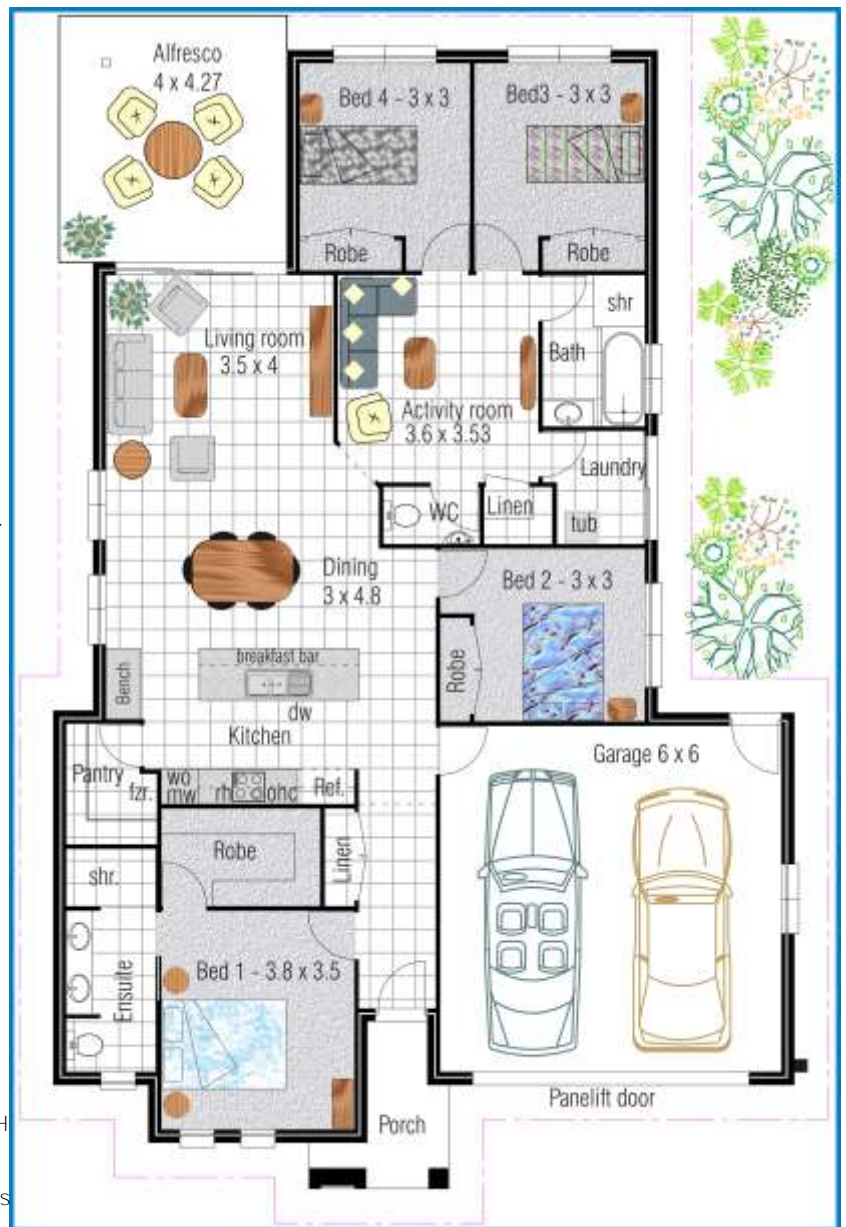 Alfresco
4 x 4.27
Bed 4 - 3 x 3
Bed3 - 3 x 3
Robe
Robe
shr
Living room
3.5 x 4
Bath
Activity room
3.6 x 3.53
Laundry
WC
Linen
tub
Dining
3 x 4.8
Bed 2 - 3 x 3
Robe
breakfast bar
Bench
dw
Kitchen
Garage 6 x 6
Pantry
fzr.
wo
mw
rh
ohc
Ref.
Robe
Linen
shr.
Ensuite
Bed 1 - 3.8 x 3.5
Panelift door
Porch
H
s